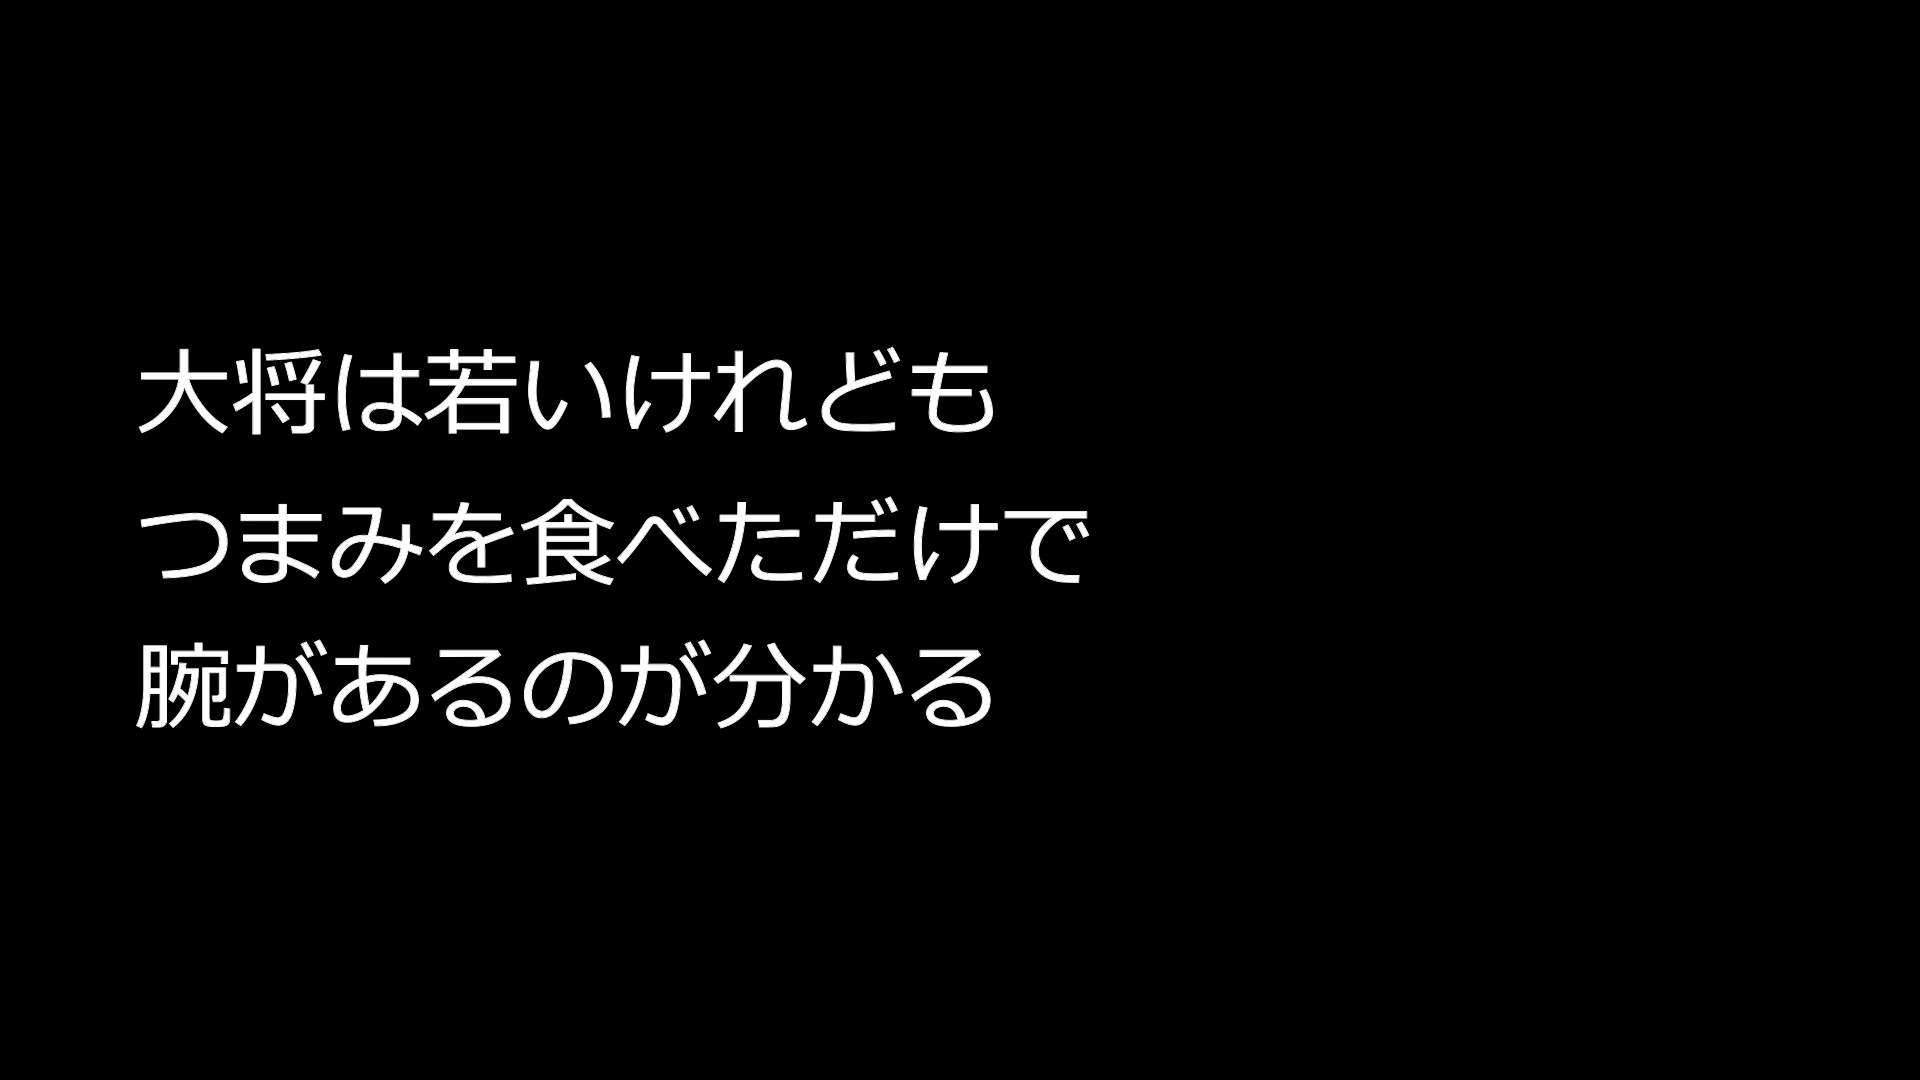 大将は若いけれども
つまみを食べただけで
腕があるのが分かる